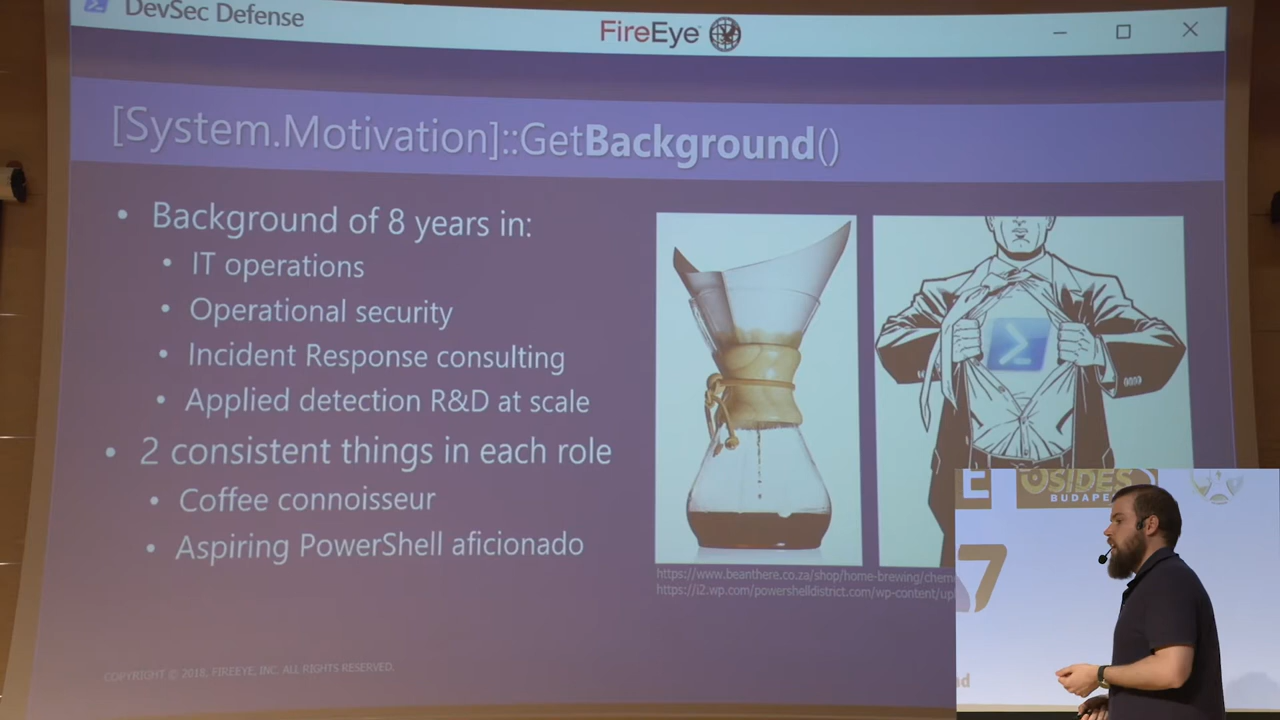 DevSec Defense
FireEye
[System.Motivation]::GetBackground()
• Background of 8 years in:
• IT operations
• Operational security
• Incident Response consulting
• Applied detection R&D at scale
• 2 consistent things in each role
• Coffee connoisseur
• Aspiring PowerShell aficionado
https://www.beanthere.co.za/shop/home-brewing/chem
https://i2.wp.com/powershelldistrict.com/wp-content/upl
COPYRIGHT © 2018, FIREEYE, INC. ALL RIGHTS RESERVED.
SIDES
BUDAPE
7